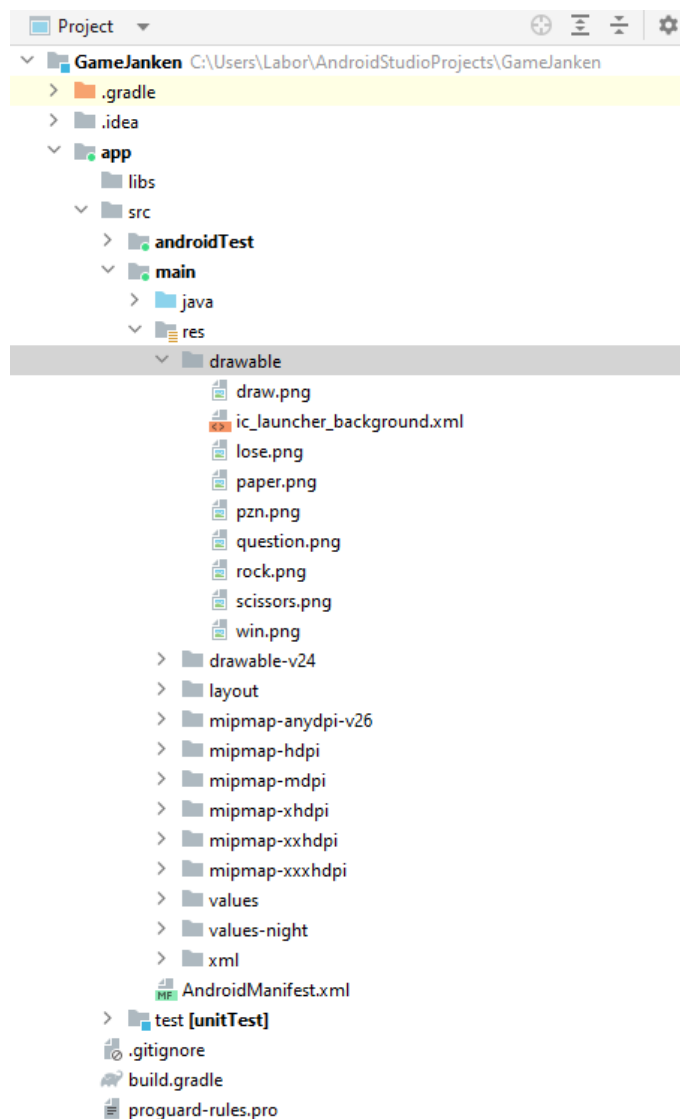 Project
GameJanken C:\Users\Labor\AndroidStudioProjects\GameJanken
.gradle
.idea
app
libs
src
androidTest
main
java
res
drawable
draw.png
ic_launcher_background.xml
lose.png
paper.png
pzn.png
question.png
rock.png
scissors.png
win.png
drawable-v24
layout
mipmap-anydpi-v26
mipmap-hdpi
mipmap-mdpi
mipmap-xhdpi
mipmap-xxhdpi
mipmap-xxxhdpi
values
values-night
xml
MF AndroidManifest.xml
test [unitTest]
.gitignore
build.gradle
proguard-rules.pro